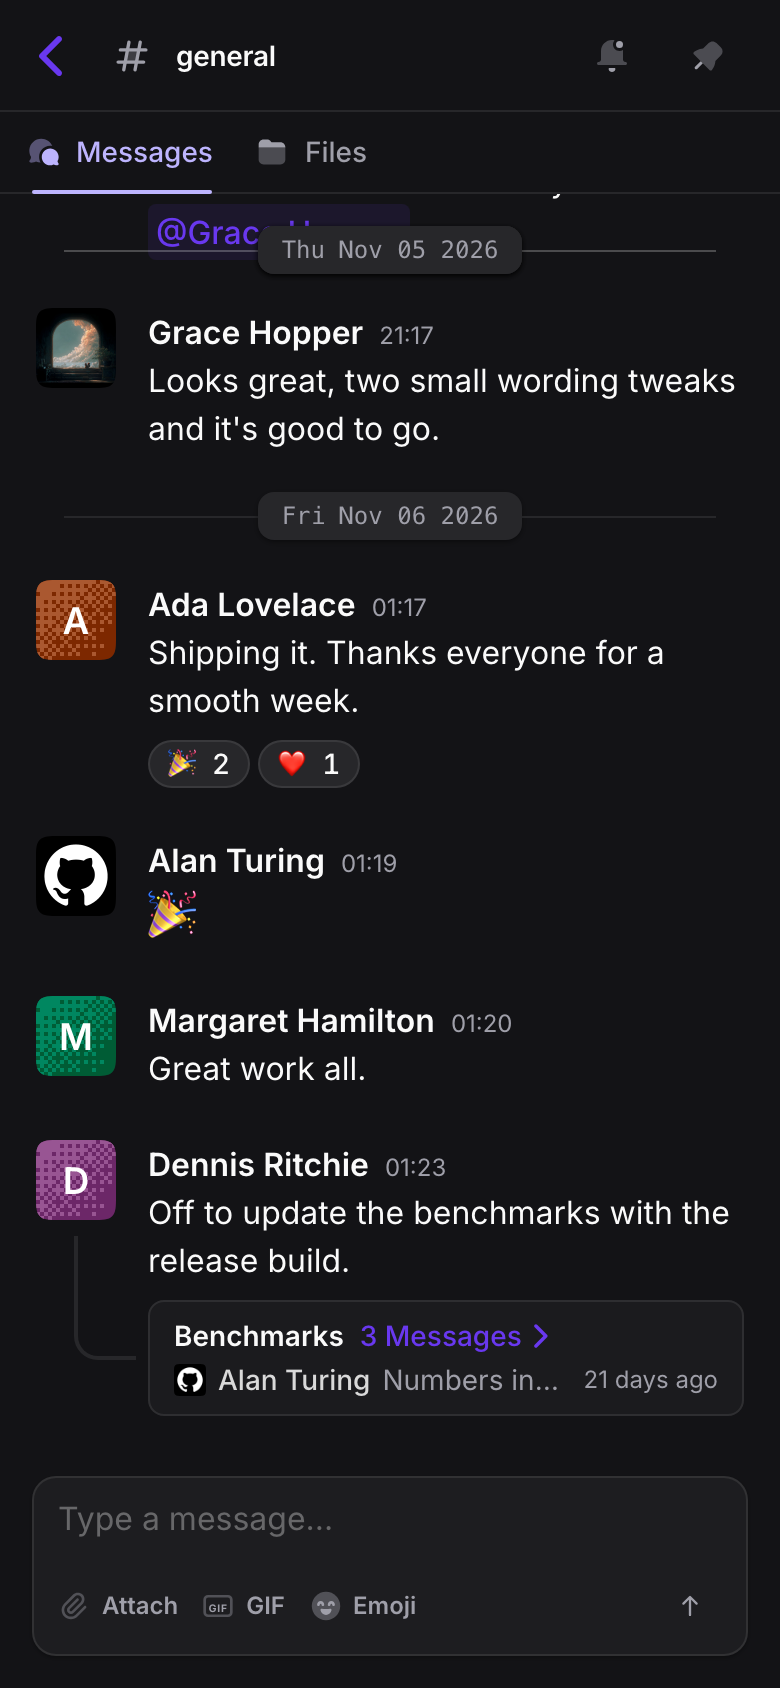 general
Messages Files
Thu Nov 05 2026
Grace Hopper 21:17
Looks great, two small wording tweaks
and it's good to go.
Fri Nov 06 2026
A
Ada Lovelace 01:17
Shipping it. Thanks everyone for a
smooth week.
🎉 2 ❤️ 1
Alan Turing 01:19
🎉
M
Margaret Hamilton 01:20
Great work all.
D
Dennis Ritchie 01:23
Off to update the benchmarks with the
release build.
Benchmarks 3 Messages
Alan Turing Numbers in... 21 days ago
Type a message...
Attach GIF GIF Emoji